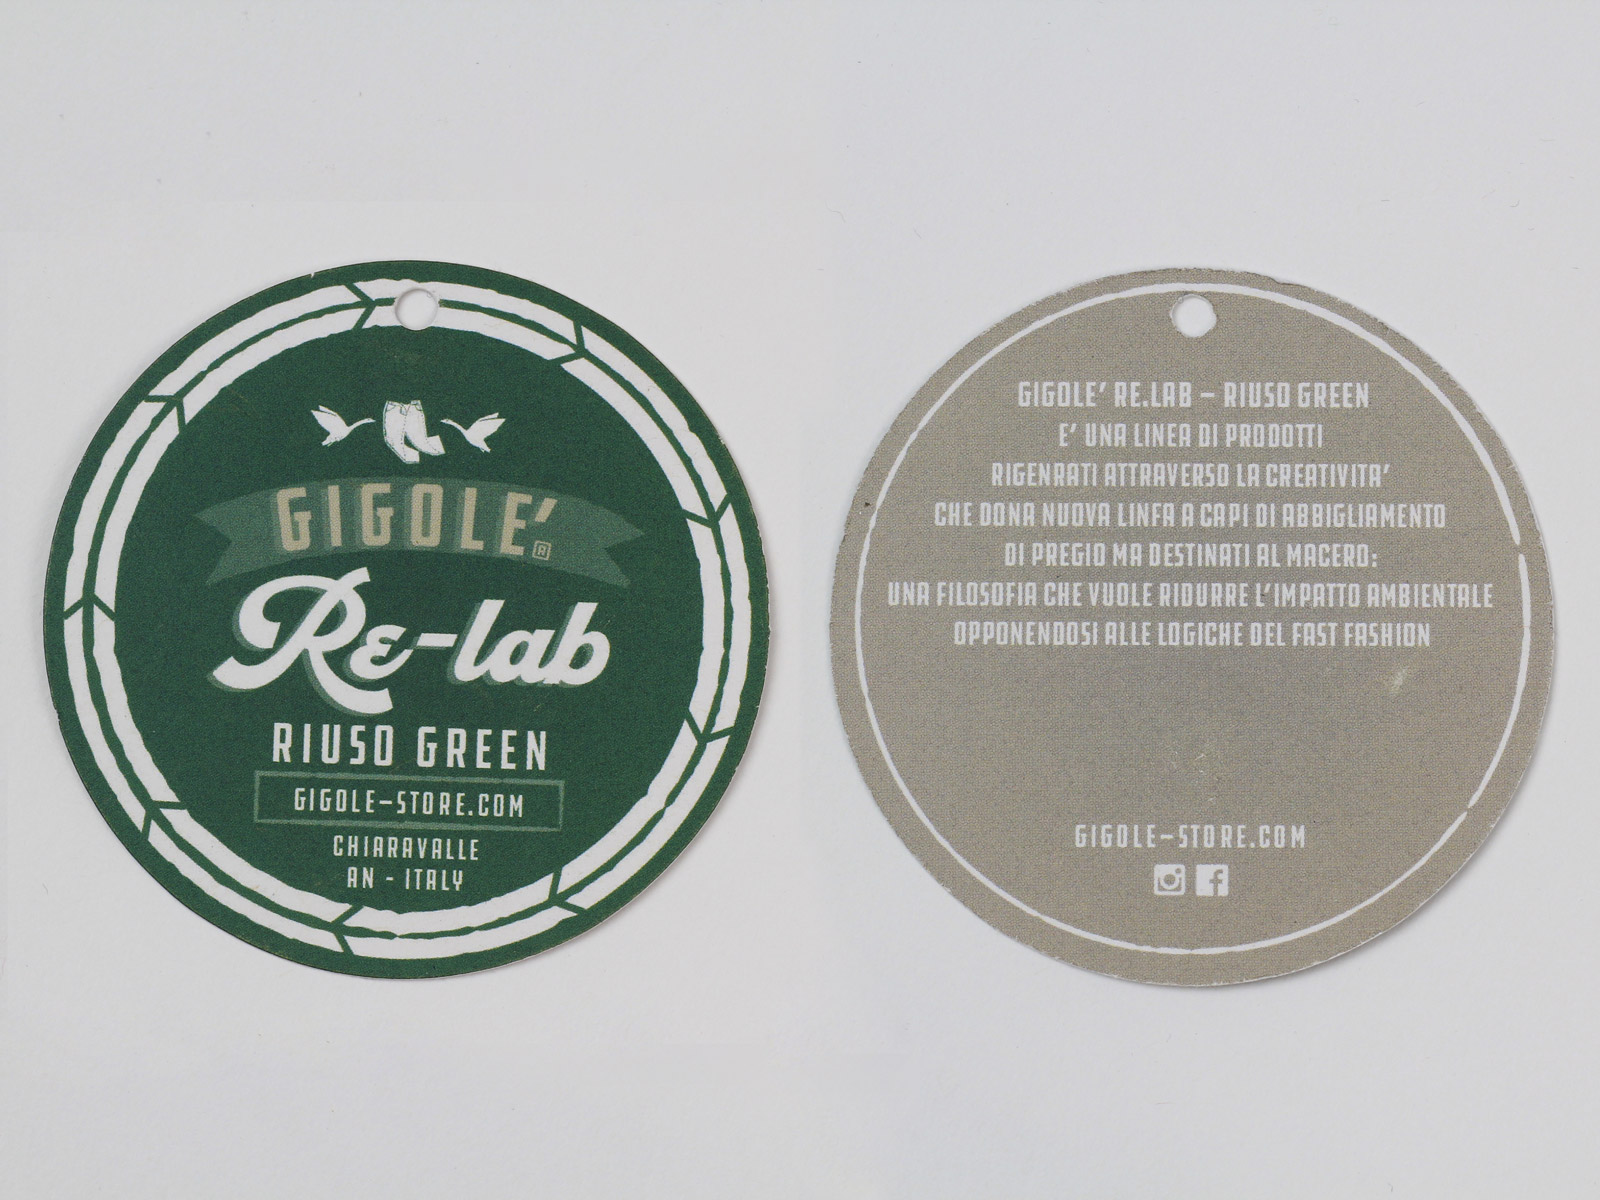 GIGOLE’
R
Re-lab
RIUSO GREEN
GIGOLE-STORE.COM
CHIARAVALLE
AN - ITALY
GIGOLE’ RE.LAB – RIUSO GREEN
E’ UNA LINEA DI PRODOTTI
RIGENRATI ATTRAVERSO LA CREATIVITA’
CHE DONA NUOVA LINFA A CAPI DI ABBIGLIAMENTO
DI PREGIO MA DESTINATI AL MACERO:
UNA FILOSOFIA CHE VUOLE RIDURRE L’IMPATTO AMBIENTALE
OPPONENDOSI ALLE LOGICHE DEL FAST FASHION
GIGOLE-STORE.COM